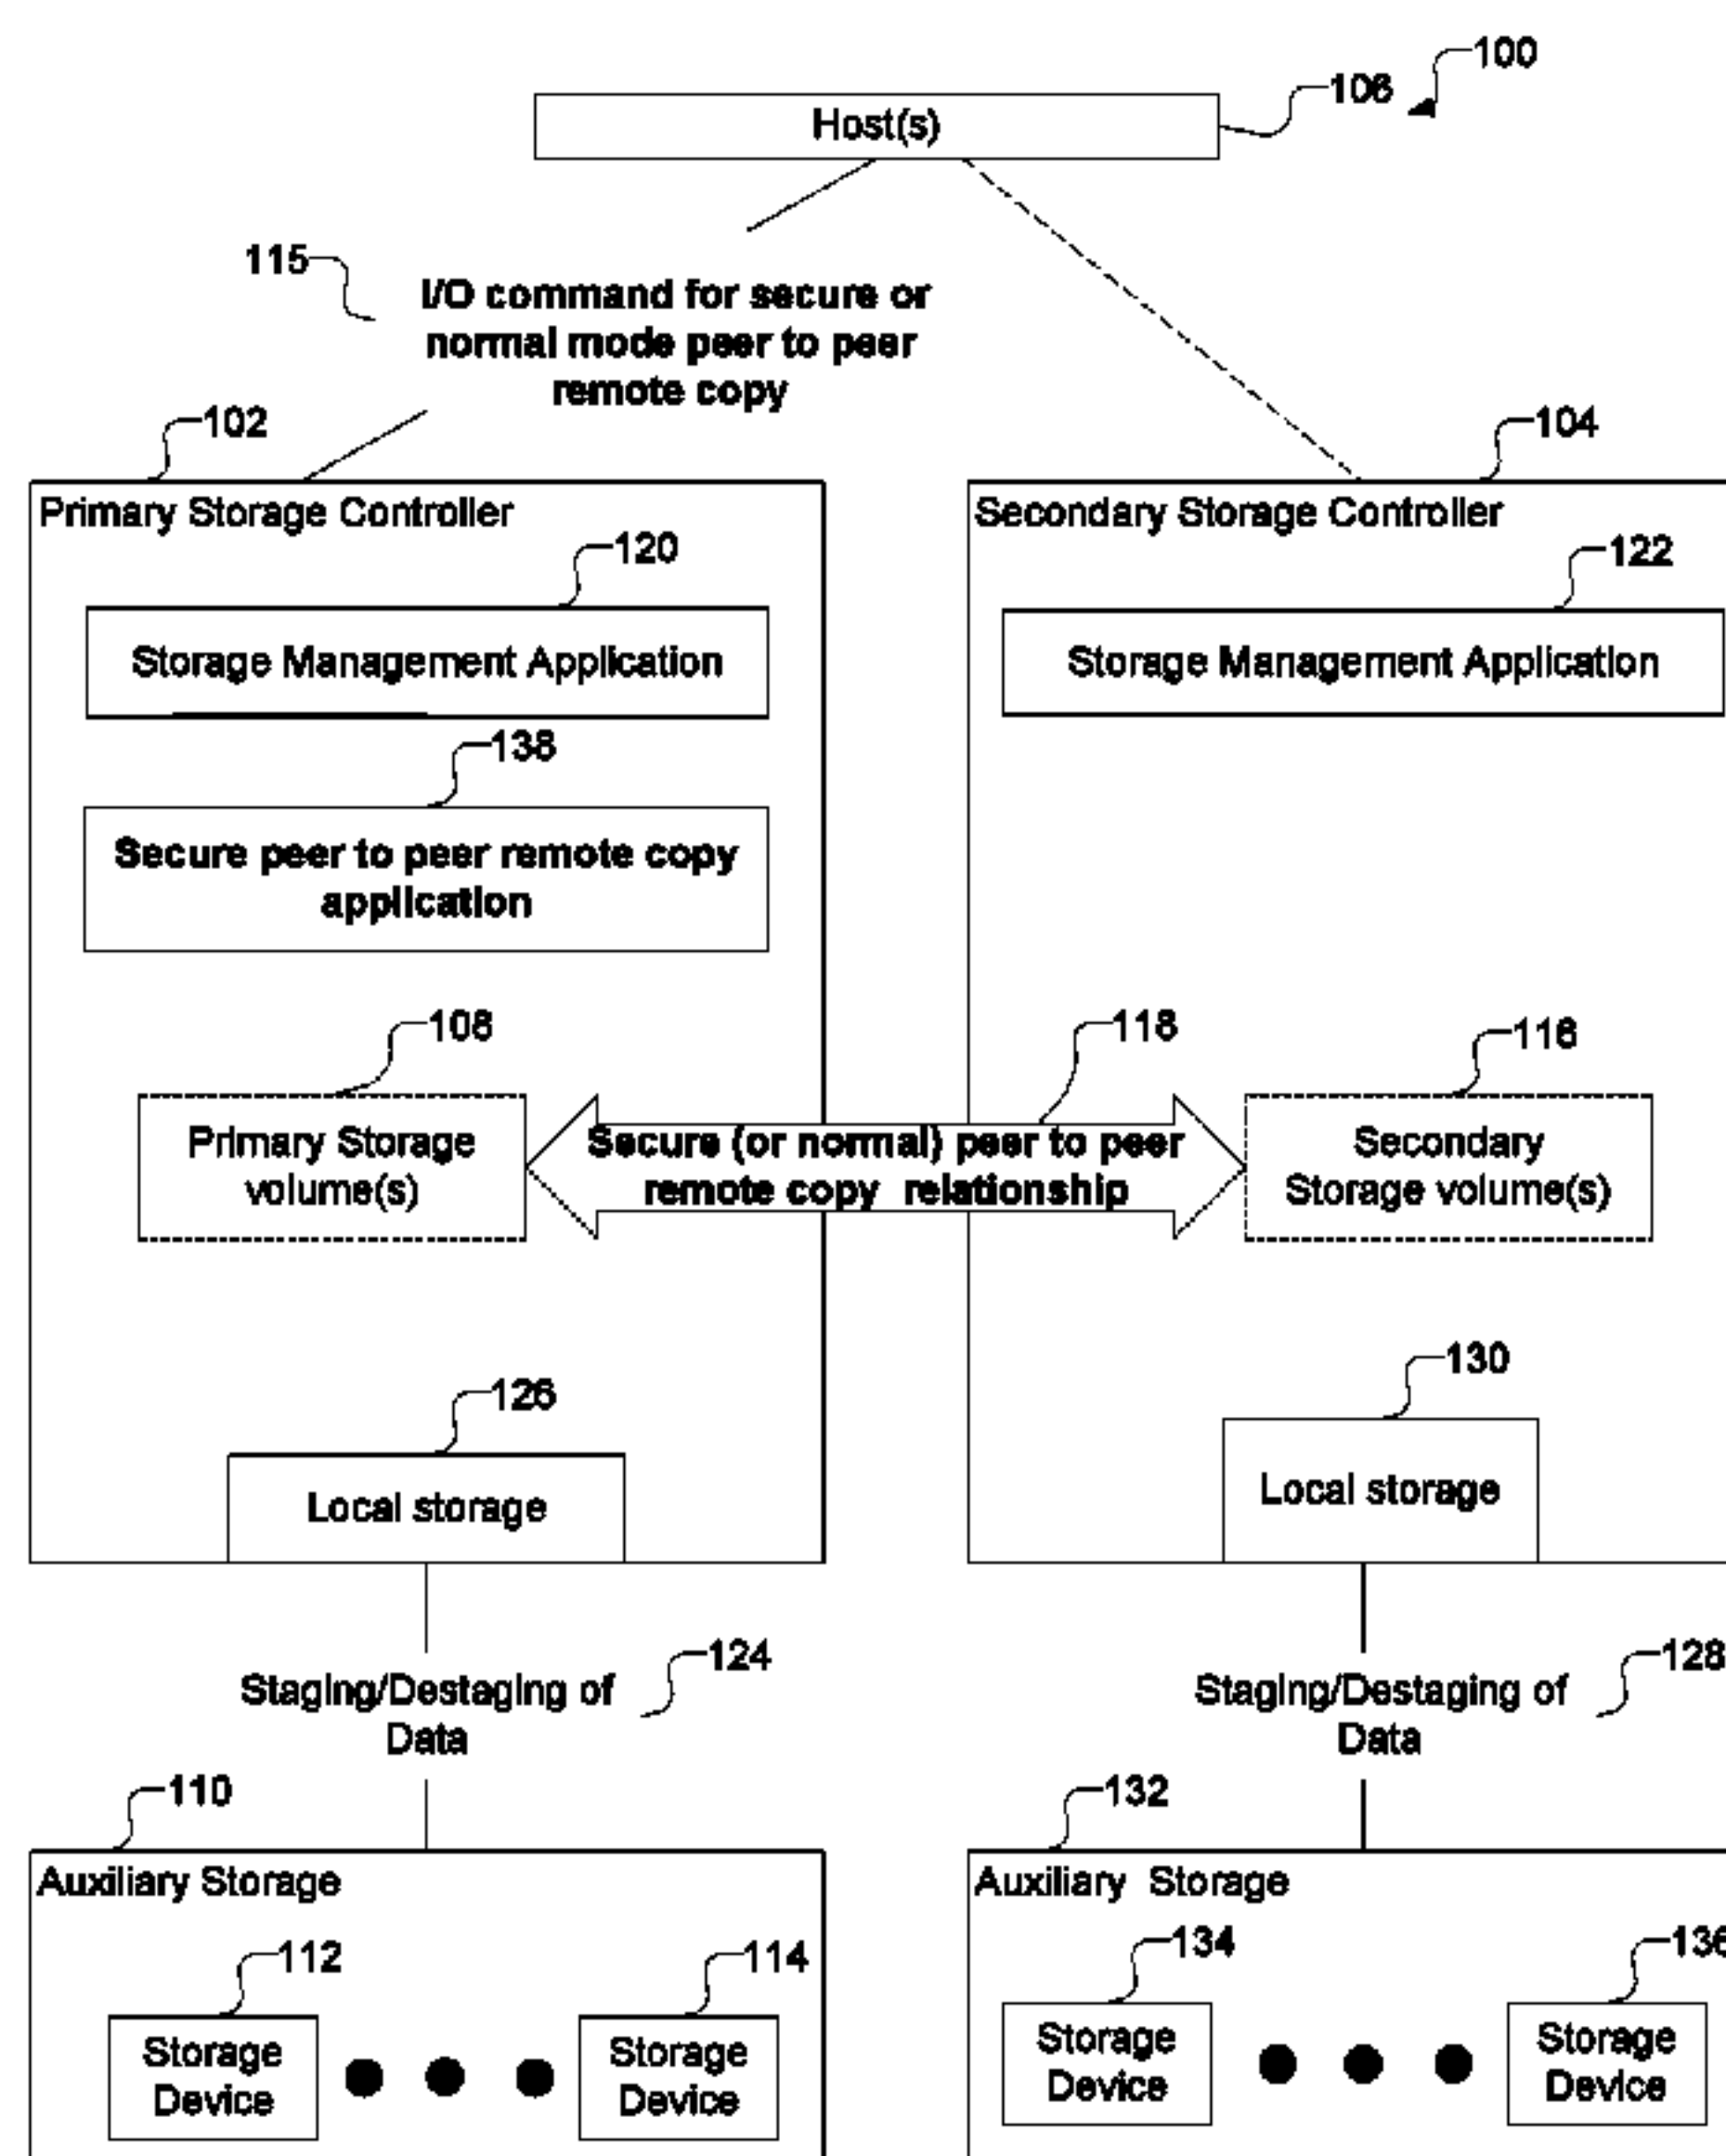 100
106
Host(s)
115
I/O command for secure or
normal mode peer to peer
remote copy
102
104
Primary Storage Controller
Secondary Storage Controller
120
122
Storage Management Application
Storage Management Application
138
Secure peer to peer remote copy
application
108
118
116
Primary Storage
volume(s)
Secure (or normal) peer to peer
remote copy relationship
Secondary
Storage volume(s)
126
130
Local storage
Local storage
124
128
Staging/Destaging of
Data
Staging/Destaging of
Data
110
132
Auxiliary Storage
Auxiliary Storage
112
114
134
136
Storage
Device
Storage
Device
Storage
Device
Storage
Device